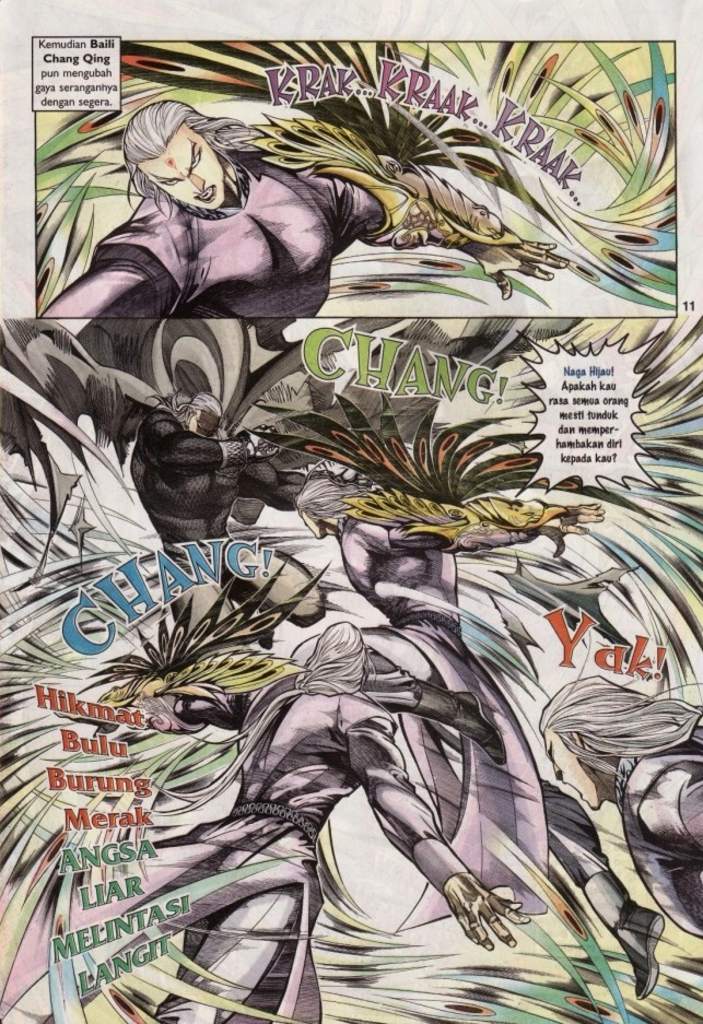 Kemudian Baili
Chang Qing
pun mengubah
gaya serangannya
dengan segera.
KRAK... KRAAK... KRAAK...
11
CHANG!
Naga Hijau!
Apakah kau
rasa semua orang
mesti tunduk
dan memper-
hambakan diri
kepada kau?
CHANG!
Yak!
Hikmat
Bulu
Burung
Merak
ANGSA
LIAR
MELINTASI
LANGIT